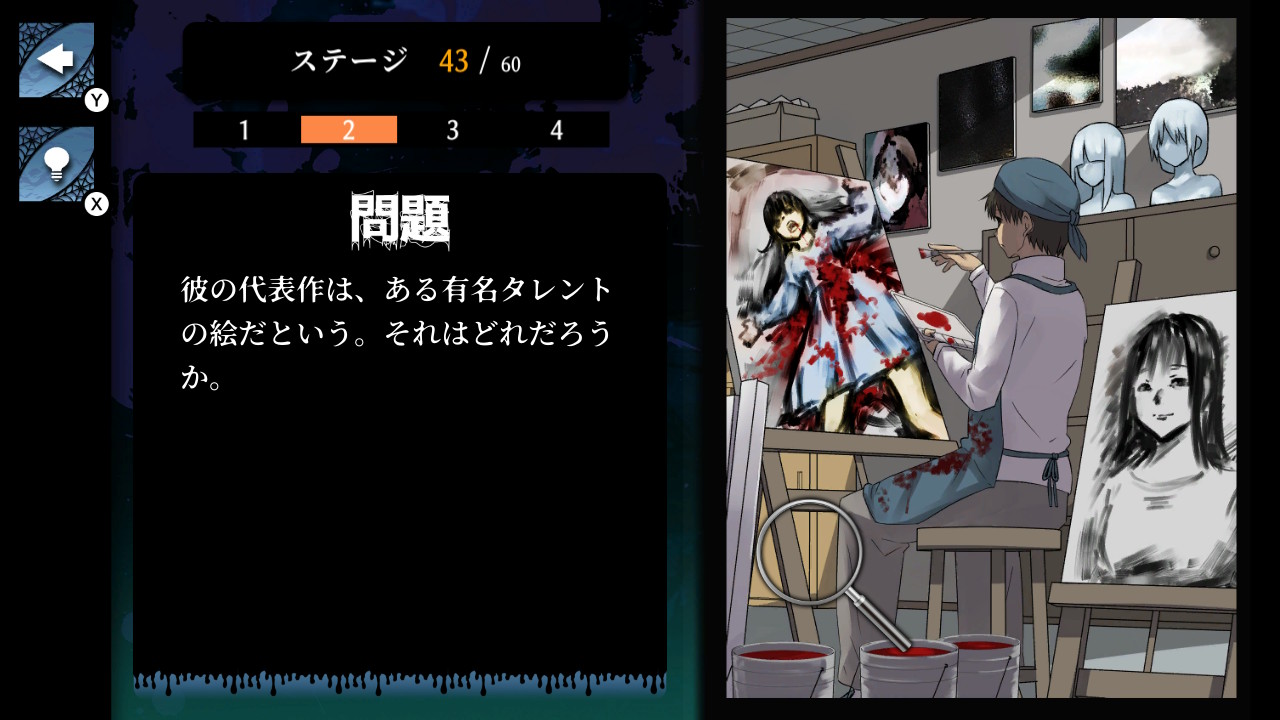 Y
X
ステージ 43 / 60
1 2 3 4
問題
彼の代表作は、ある有名タレント
の絵だという。それはどれだろう
か。